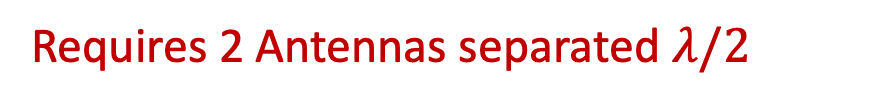 Requires 2 Antennas separated 𝜆/2